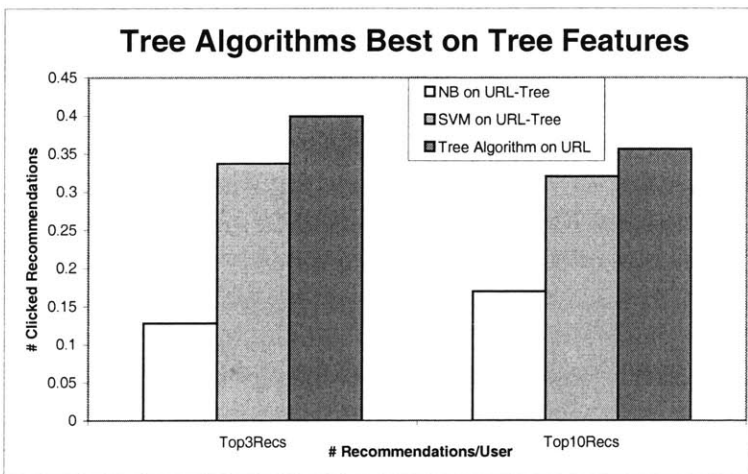 Tree Algorithms Best on Tree Features
0.45
0.4
0.35
0.3
0.25
0.2
0.15
0.1
0.05
0
# Clicked Recommendations
NB on URL-Tree
SVM on URL-Tree
Tree Algorithm on URL
Top3Recs
Top10Recs
# Recommendations/User